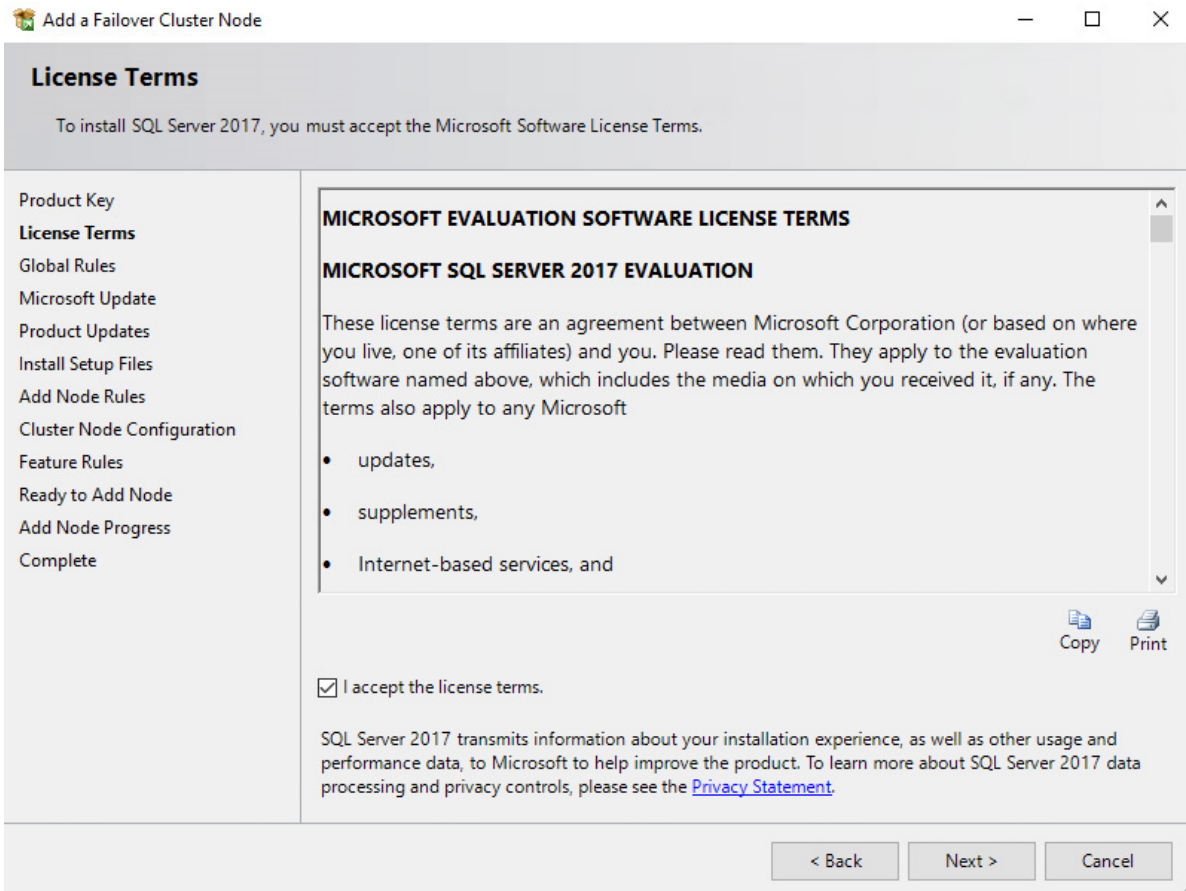 Add a Failover Cluster Node
License Terms
To install SQL Server 2017, you must accept the Microsoft Software License Terms.
Product Key
License Terms
Global Rules
Microsoft Update
Product Updates
Install Setup Files
Add Node Rules
Cluster Node Configuration
Feature Rules
Ready to Add Node
Add Node Progress
Complete
MICROSOFT EVALUATION SOFTWARE LICENSE TERMS
MICROSOFT SQL SERVER 2017 EVALUATION
These license terms are an agreement between Microsoft Corporation (or based on where
you live, one of its affiliates) and you. Please read them. They apply to the evaluation
software named above, which includes the media on which you received it, if any. The
terms also apply to any Microsoft
• updates,
• supplements,
• Internet-based services, and
Copy
Print
I accept the license terms.
SQL Server 2017 transmits information about your installation experience, as well as other usage and
performance data, to Microsoft to help improve the product. To learn more about SQL Server 2017 data
processing and privacy controls, please see the Privacy Statement.
< Back
Next >
Cancel